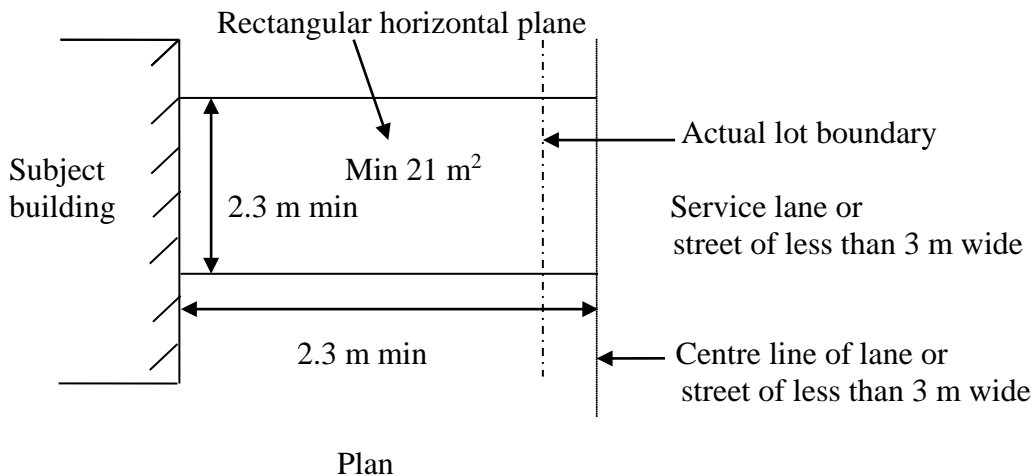 Rectangular horizontal plane
Actual lot boundary
Min 21 m²
Subject
building
2.3 m min
Service lane or
street of less than 3 m wide
2.3 m min
Centre line of lane or
street of less than 3 m wide
Plan